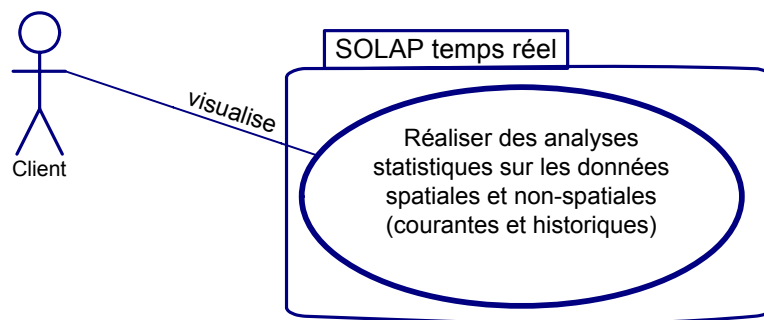 SOLAP temps réel
visualise
Client
Réaliser des analyses
statistiques sur les données
spatiales et non-spatiales
(courantes et historiques)